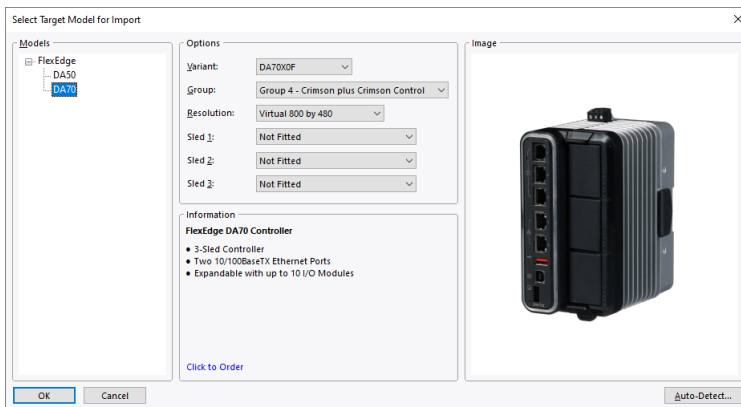 Select Target Model for Import
Models
FlexEdge
DA50
DA70
Options
Variant: DA70X0F
Group: Group 4 - Crimson plus Crimson Control
Resolution: Virtual 800 by 480
Sled 1: Not Fitted
Sled 2: Not Fitted
Sled 3: Not Fitted
Information
FlexEdge DA70 Controller
• 3-Sled Controller
• Two 10/100BaseTX Ethernet Ports
• Expandable with up to 10 I/O Modules
Click to Order
Image
OK Cancel Auto-Detect...